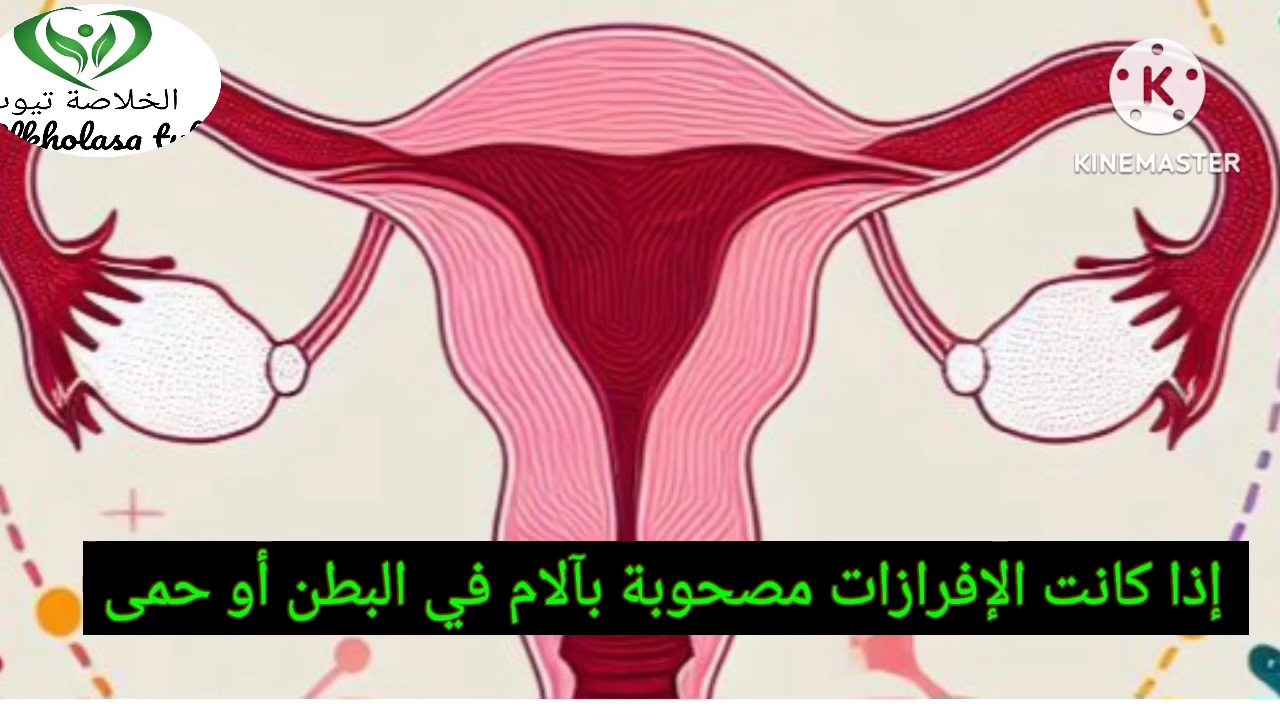 الخلاصة تيوب
KINEMASTER
إذا كانت الإفرازات مصحوبة بآلام في البطن أو حمى